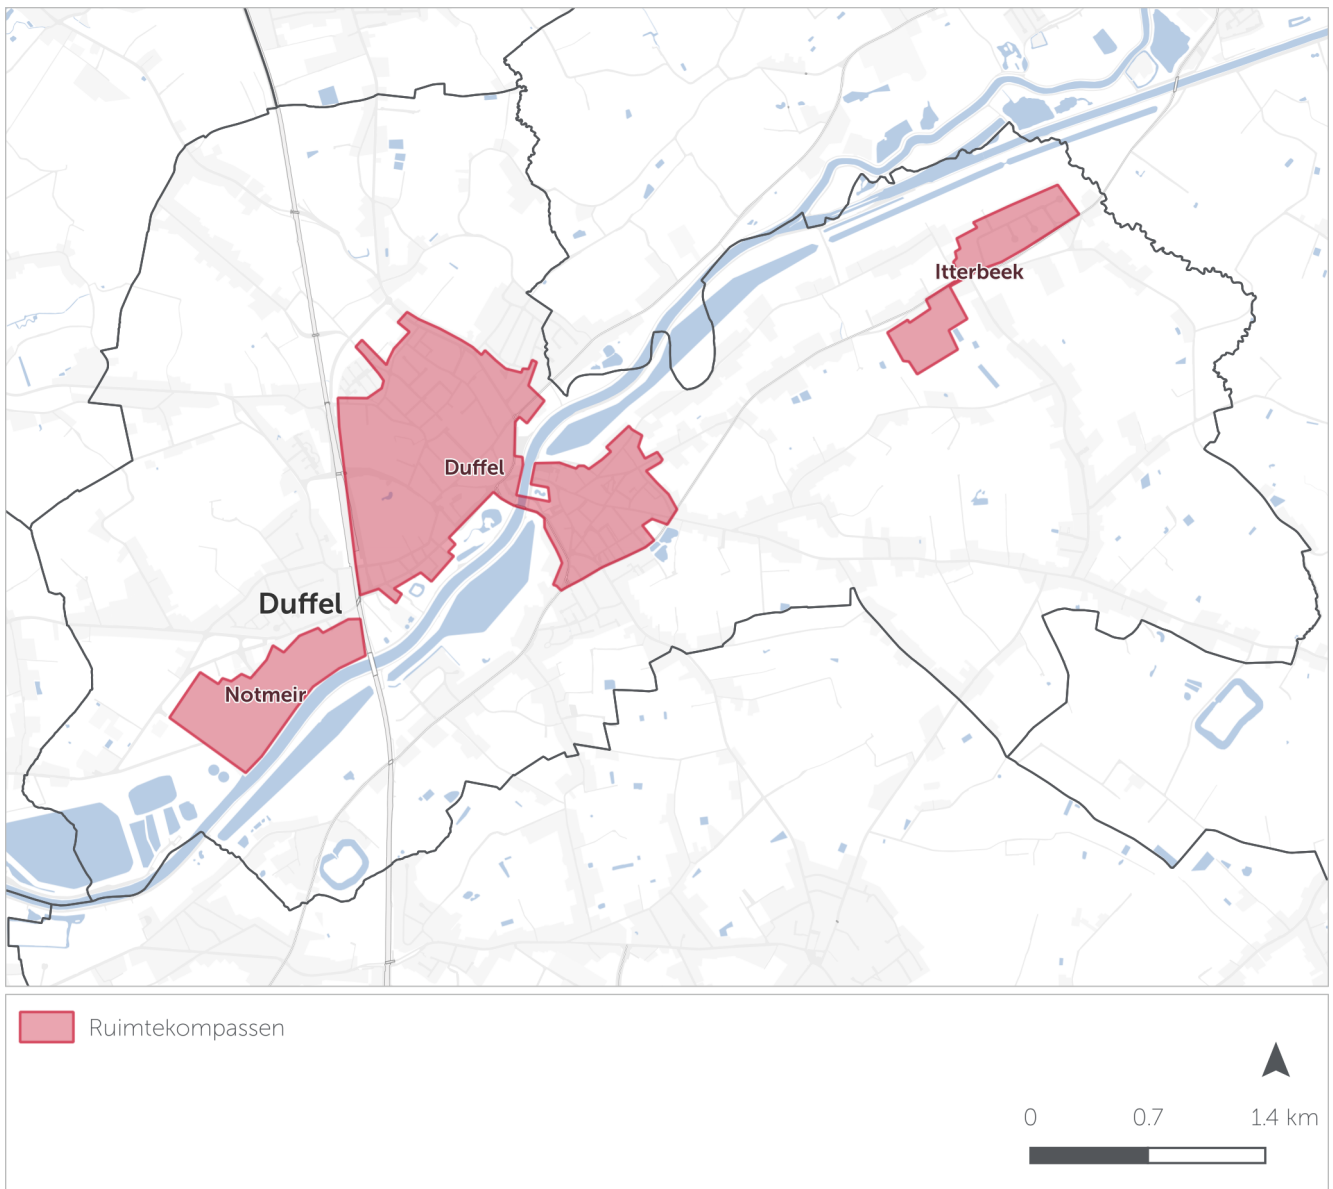 Itterbeek
Duffel
Duffel
Notmeir
Ruimtekompassen
0 0.7 1.4 km